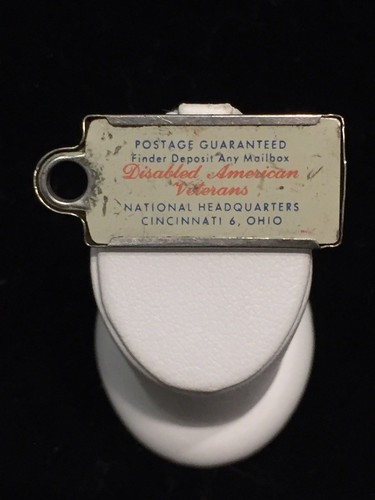 POSTAGE GUARANTEED
Finder Deposit Any Mailbox
Disabled American
Veterans
NATIONAL HEADQUARTERS
CINCINNATI 6, OHIO